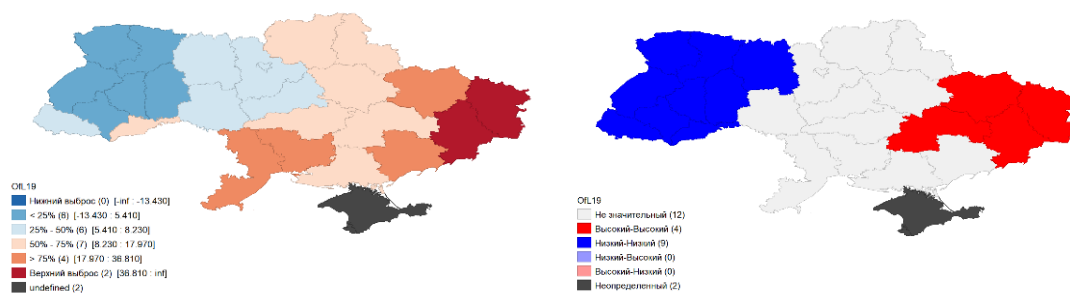 OfL19
Нижний выброс (0) [-inf : -13.430]
< 25% (8) [-13.430 : 5.410]
25% - 50% (6) [5.410 : 8.230]
50% - 75% (7) [8.230 : 17.970]
> 75% (4) [17.970 : 36.810]
Верхний выброс (2) [36.810 : inf]
undefined (2)
OfL19
Не значительный (12)
Высокий-Высокий (4)
Низкий-Низкий (9)
Низкий-Высокий (0)
Высокий-Низкий (0)
Неопределенный (2)